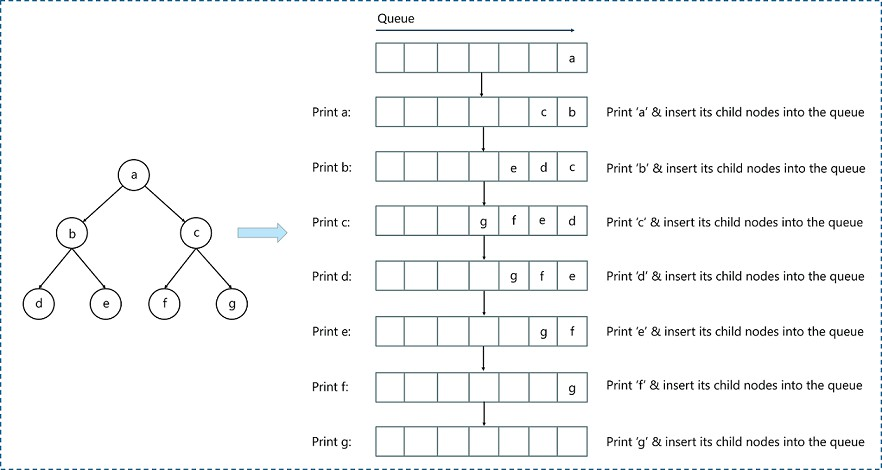 Queue
a
Print a: c b Print 'a' & insert its child nodes into the queue
Print b: e d c Print 'b' & insert its child nodes into the queue
Print c: g f e d Print 'c' & insert its child nodes into the queue
Print d: g f e Print 'd' & insert its child nodes into the queue
Print e: g f Print 'e' & insert its child nodes into the queue
Print f: g Print 'f' & insert its child nodes into the queue
Print g: Print 'g' & insert its child nodes into the queue
a
b c
d e f g